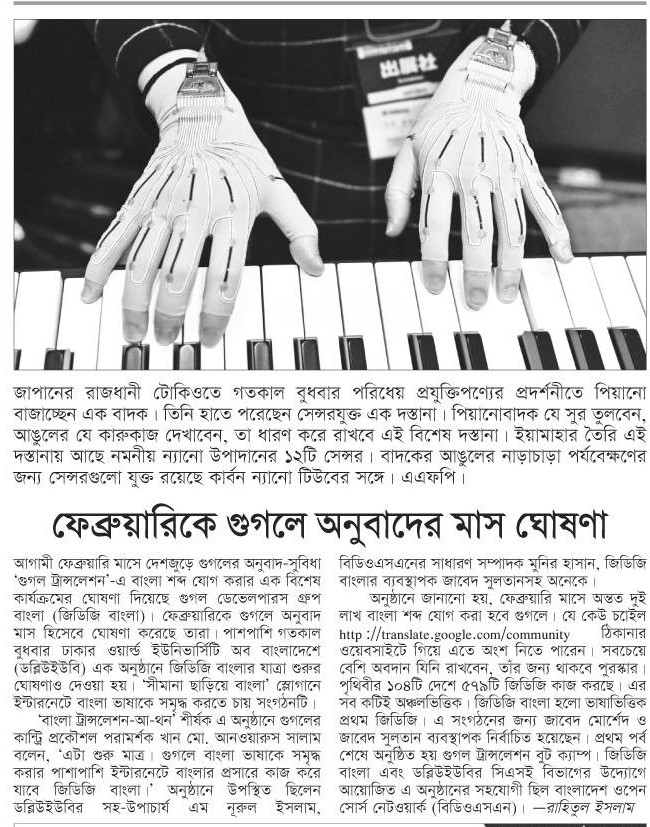 出展社
জাপানের রাজধানী টোকিওতে গতকাল বুধবার পরিধেয় প্রযুক্তিপণ্যের প্রদর্শনীতে পিয়ানো
বাজাচ্ছেন এক বাদক। তিনি হাতে পরেছেন সেন্সরযুক্ত এক দস্তানা। পিয়ানোবাদক যে সুর তুলবেন,
আঙুলের যে কারুকাজ দেখাবেন, তা ধারণ করে রাখবে এই বিশেষ দস্তানা। ইয়ামাহার তৈরি এই
দস্তানায় আছে নমনীয় ন্যানো উপাদানের ১২টি সেন্সর। বাদকের আঙুলের নাড়াচাড়া পর্যবেক্ষণের
জন্য সেন্সরগুলো যুক্ত রয়েছে কার্বন ন্যানো টিউবের সঙ্গে। এএফপি।
ফেব্রুয়ারিকে গুগলে অনুবাদের মাস ঘোষণা
আগামী ফেব্রুয়ারি মাসে দেশজুড়ে গুগলের অনুবাদ-সুবিধা
‘গুগল ট্রান্সলেশন’-এ বাংলা শব্দ যোগ করার এক বিশেষ
কার্যক্রমের ঘোষণা দিয়েছে গুগল ডেভেলপারস গ্রুপ
বাংলা (জিডিজি বাংলা)। ফেব্রুয়ারিকে গুগলে অনুবাদ
মাস হিসেবে ঘোষণা করেছে তারা। পাশপাশি গতকাল
বুধবার ঢাকার ওয়ার্ল্ড ইউনিভার্সিটি অব বাংলাদেশে
(ডব্লিউইউবি) এক অনুষ্ঠানে জিডিজি বাংলার যাত্রা শুরুর
ঘোষণাও দেওয়া হয়। ‘সীমানা ছাড়িয়ে বাংলা’ স্লোগানে
ইন্টারনেটে বাংলা ভাষাকে সমৃদ্ধ করতে চায় সংগঠনটি।
‘বাংলা ট্রান্সলেশন-আ-থন’ শীর্ষক এ অনুষ্ঠানে গুগলের
কান্ট্রি প্রকৌশল পরামর্শক খান মো. আনওয়ারুস সালাম
বলেন, ‘এটা শুরু মাত্র। গুগলে বাংলা ভাষাকে সমৃদ্ধ
করার পাশাপাশি ইন্টারনেটে বাংলার প্রসারে কাজ করে
যাবে জিডিজি বাংলা।’ অনুষ্ঠানে উপস্থিত ছিলেন
ডব্লিউইউবির সহ-উপাচার্য এম নূরুল ইসলাম,
বিডিওএসএনের সাধারণ সম্পাদক মুনির হাসান, জিডিজি
বাংলার ব্যবস্থাপক জাবেদ সুলতানসহ অনেকে।
অনুষ্ঠানে জানানো হয়, ফেব্রুয়ারি মাসে অন্তত দুই
লাখ বাংলা শব্দ যোগ করা হবে গুগলে। যে কেউ চাইেল
http://translate.google.com/community ঠিকানার
ওয়েবসাইটে গিয়ে এতে অংশ নিতে পারেন। সবচেয়ে
বেশি অবদান যিনি রাখবেন, তাঁর জন্য থাকবে পুরস্কার।
পৃথিবীর ১০৪টি দেশে ৫৭৯টি জিডিজি কাজ করছে। এর
সব কটিই অঞ্চলভিত্তিক। জিডিজি বাংলা হলো ভাষাভিত্তিক
প্রথম জিডিজি। এ সংগঠনের জন্য জাবেদ মোর্শেদ ও
জাবেদ সুলতান ব্যবস্থাপক নির্বাচিত হয়েছেন। প্রথম পর্ব
শেষে অনুষ্ঠিত হয় গুগল ট্রান্সলেশন বুট ক্যাম্প। জিডিজি
বাংলা এবং ডব্লিউইউবির সিএসই বিভাগের উদ্যোগে
আয়োজিত এ অনুষ্ঠানের সহযোগী ছিল বাংলাদেশ ওপেন
সোর্স নেটওয়ার্ক (বিডিওএসএন)। —রাহিতুল ইসলাম